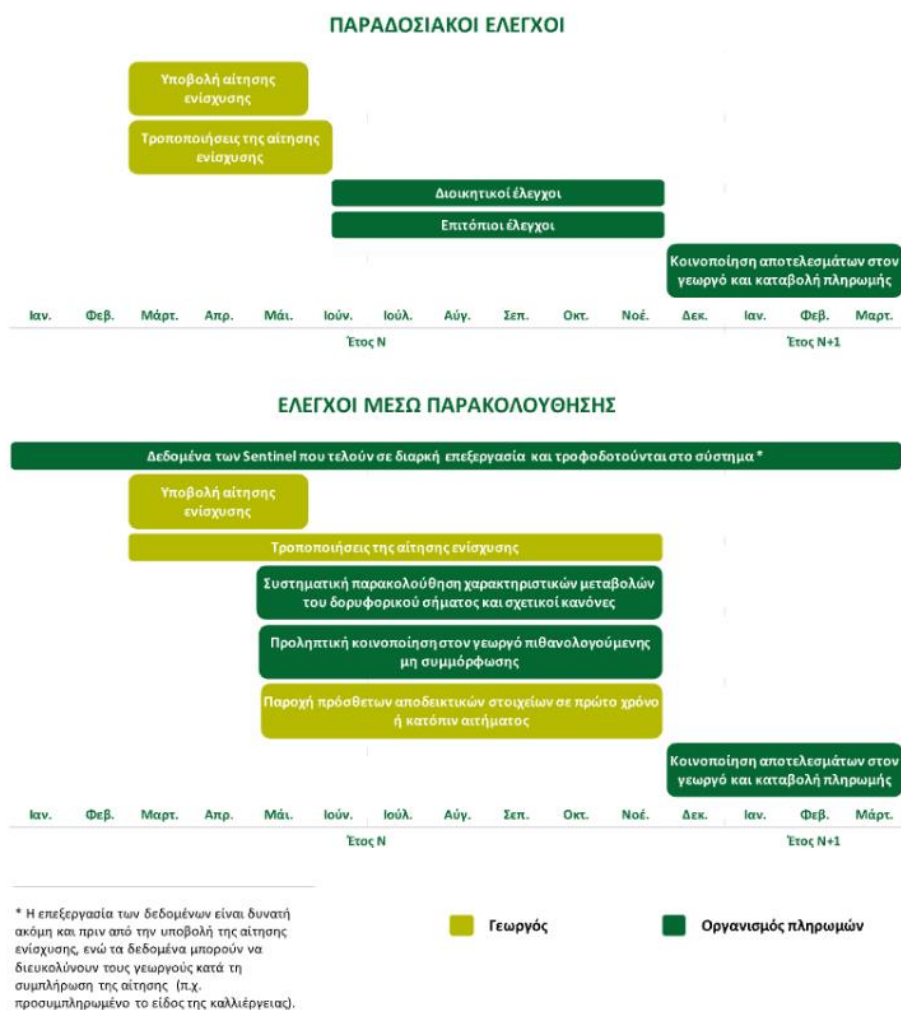 ΠΑΡΑΔΟΣΙΑΚΟΙ ΕΛΕΓΧΟΙ
Υποβολή αίτησης
ενίσχυσης
Τροποποιήσεις της αίτησης
ενίσχυσης
Διοικητικοί έλεγχοι
Επιτόπιοι έλεγχοι
Κοινοποίηση αποτελεσμάτων στον
γεωργό και καταβολή πληρωμής
Ιαν. Φεβ. Μάρτ. Απρ. Μάι. Ιούν. Ιούλ. Αύγ. Σεπ. Οκτ. Νοέ. Δεκ. Ιαν. Φεβ. Μαρτ.
Έτος N Έτος N+1
ΕΛΕΓΧΟΙ ΜΕΣΩ ΠΑΡΑΚΟΛΟΥΘΗΣΗΣ
Δεδομένα των Sentinel που τελούν σε διαρκή επεξεργασία και τροφοδοτούνται στο σύστημα *
Υποβολή αίτησης
ενίσχυσης
Τροποποιήσεις της αίτησης ενίσχυσης
Συστηματική παρακολούθηση χαρακτηριστικών μεταβολών
του δορυφορικού σήματος και σχετικοί κανόνες
Προληπτική κοινοποίηση στον γεωργό πιθανολογούμενης
μη συμμόρφωσης
Παροχή πρόσθετων αποδεικτικών στοιχείων σε πρώτο χρόνο
ή κατόπιν αιτήματος
Κοινοποίηση αποτελεσμάτων στον
γεωργό και καταβολή πληρωμής
Ιαν. Φεβ. Μαρτ. Απρ. Μάι. Ιούν. Ιούλ. Αύγ. Σεπ. Οκτ. Νοέ. Δεκ. Ιαν. Φεβ. Μάρτ.
Έτος N Έτος N+1
* Η επεξεργασία των δεδομένων είναι δυνατή
ακόμη και πριν από την υποβολή της αίτησης
ενίσχυσης, ενώ τα δεδομένα μπορούν να
διευκολύνουν τους γεωργούς κατά τη
συμπλήρωση της αίτησης (π.χ.
προσυμπληρωμένο το είδος της καλλιέργειας).
Γεωργός
Οργανισμός πληρωμών